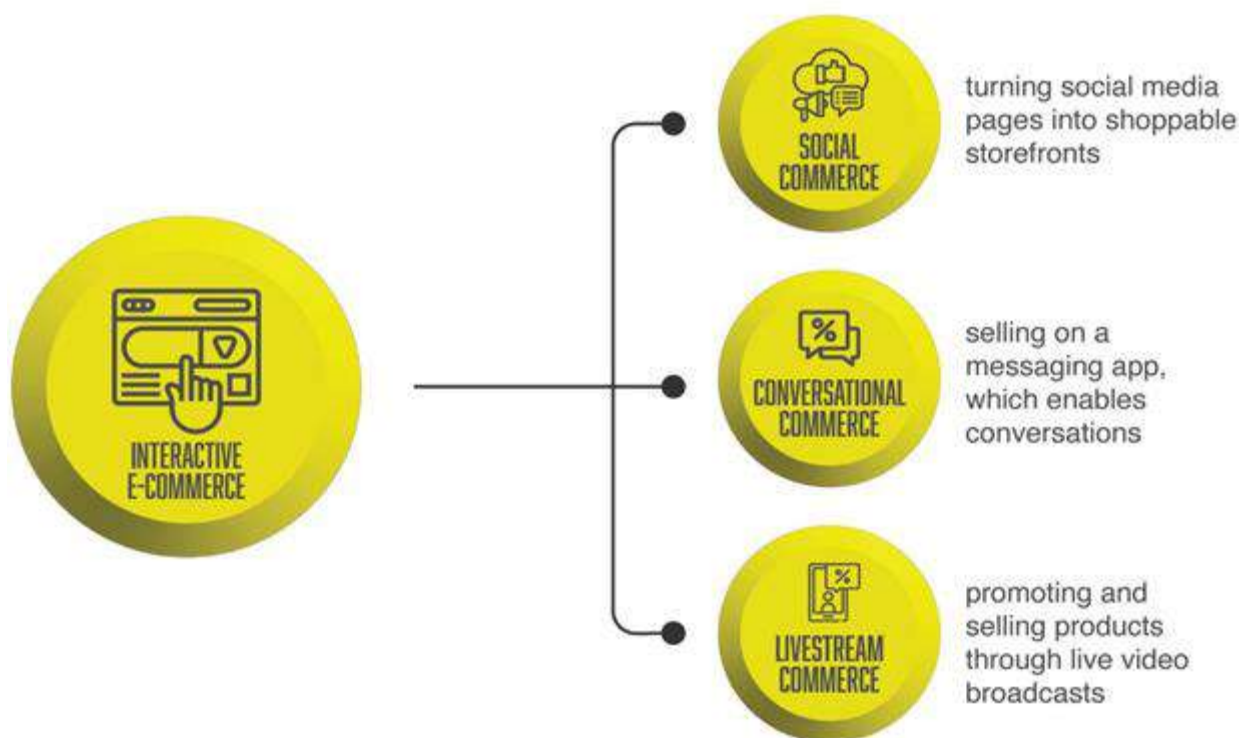 SOCIAL
COMMERCE
turning social media
pages into shoppable
storefronts
INTERACTIVE
E-COMMERCE
%
CONVERSATIONAL
COMMERCE
selling on a
messaging app,
which enables
conversations
%
LIVESTREAM
COMMERCE
promoting and
selling products
through live video
broadcasts